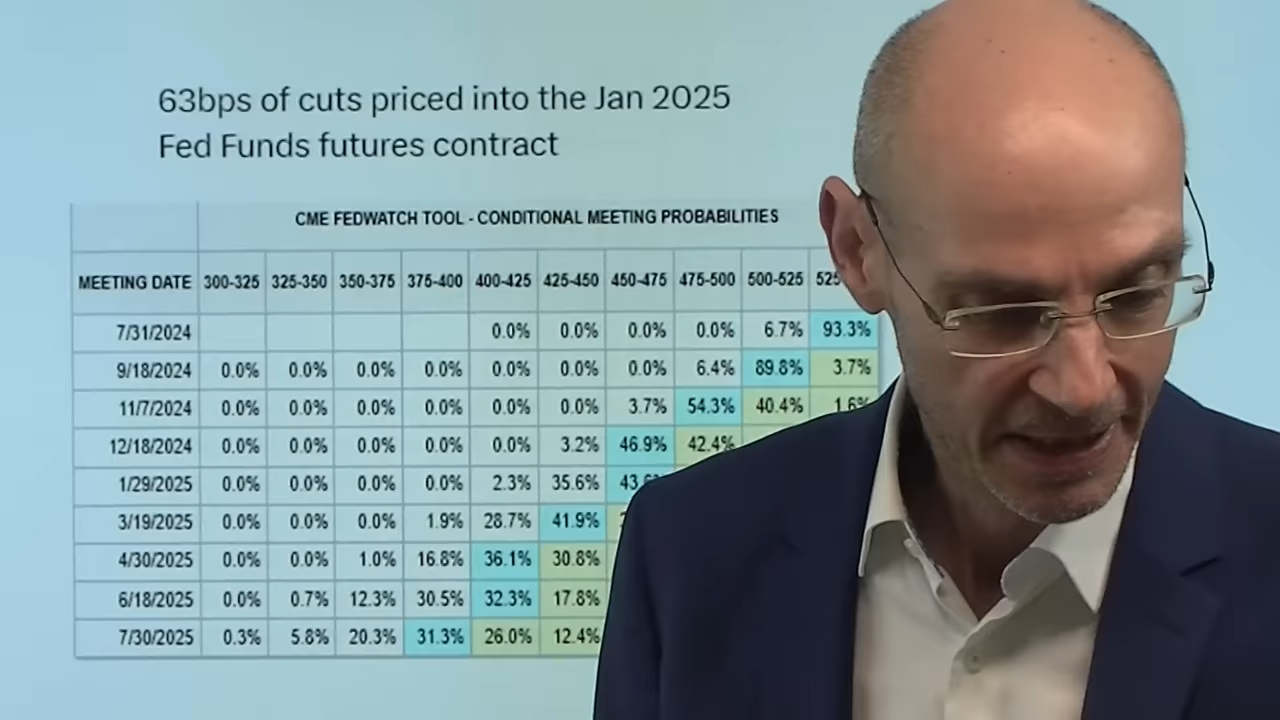 63bps of cuts priced into the Jan 2025
Fed Funds futures contract
CME FEDWATCH TOOL - CONDITIONAL MEETING PROBABILITIES
MEETING DATE 300-325 325-350 350-375 375-400 400-425 425-450 450-475 475-500 500-525
7/31/2024 0.0% 0.0% 0.0% 0.0% 6.7% 93.3%
9/18/2024 0.0% 0.0% 0.0% 0.0% 0.0% 0.0% 0.0% 6.4% 89.8% 3.7%
11/7/2024 0.0% 0.0% 0.0% 0.0% 0.0% 0.0% 3.7% 54.3% 40.4% 1.6%
12/18/2024 0.0% 0.0% 0.0% 0.0% 0.0% 3.2% 46.9% 42.4%
1/29/2025 0.0% 0.0% 0.0% 0.0% 2.3% 35.6%
3/19/2025 0.0% 0.0% 0.0% 1.9% 28.7% 41.9%
4/30/2025 0.0% 0.0% 1.0% 16.8% 36.1% 30.8%
6/18/2025 0.0% 0.7% 12.3% 30.5% 32.3% 17.8%
7/30/2025 0.3% 5.8% 20.3% 31.3% 26.0% 12.4%